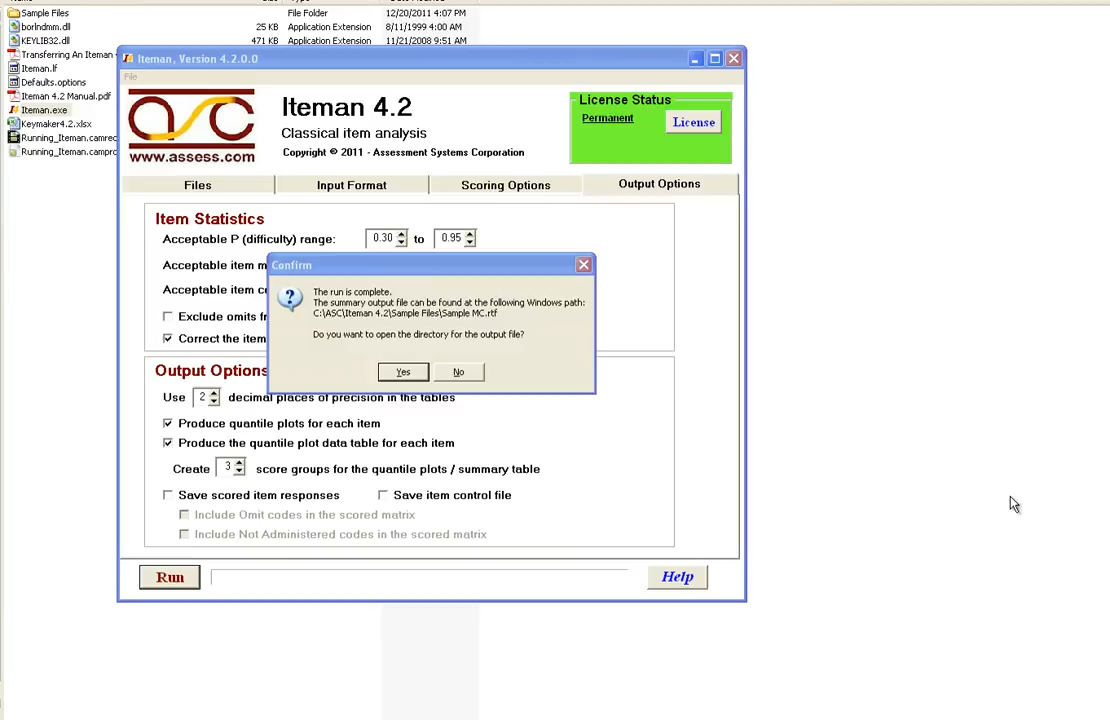 Sample Files File Folder 12/20/2011 4:07 PM
borlndmm.dll 25 KB Application Extension 8/11/1999 4:00 AM
KEYLIB32.dll 471 KB Application Extension 11/21/2008 9:51 AM
Transferring An Iteman
Iteman.lf
Defaults.options
Iteman 4.2 Manual.pdf
Iteman.exe
Keymaker4.2.xlsx
Running_Iteman.camrec
Running_Iteman.campro
Iteman, Version 4.2.0.0
File
asc
www.assess.com
Iteman 4.2
Classical item analysis
Copyright © 2011 - Assessment Systems Corporation
License Status
Permanent
License
Files Input Format Scoring Options Output Options
Item Statistics
Acceptable P (difficulty) range: 0.30 to 0.95
Acceptable item m
Acceptable item co
Exclude omits fr
Correct the item
Confirm
The run is complete.
The summary output file can be found at the following Windows path:
C:\ASC\Iteman 4.2\Sample Files\Sample MC.rtf
Do you want to open the directory for the output file?
Yes No
Output Options
Use 2 decimal places of precision in the tables
Produce quantile plots for each item
Produce the quantile plot data table for each item
Create 3 score groups for the quantile plots / summary table
Save scored item responses Save item control file
Include Omit codes in the scored matrix
Include Not Administered codes in the scored matrix
Run Help